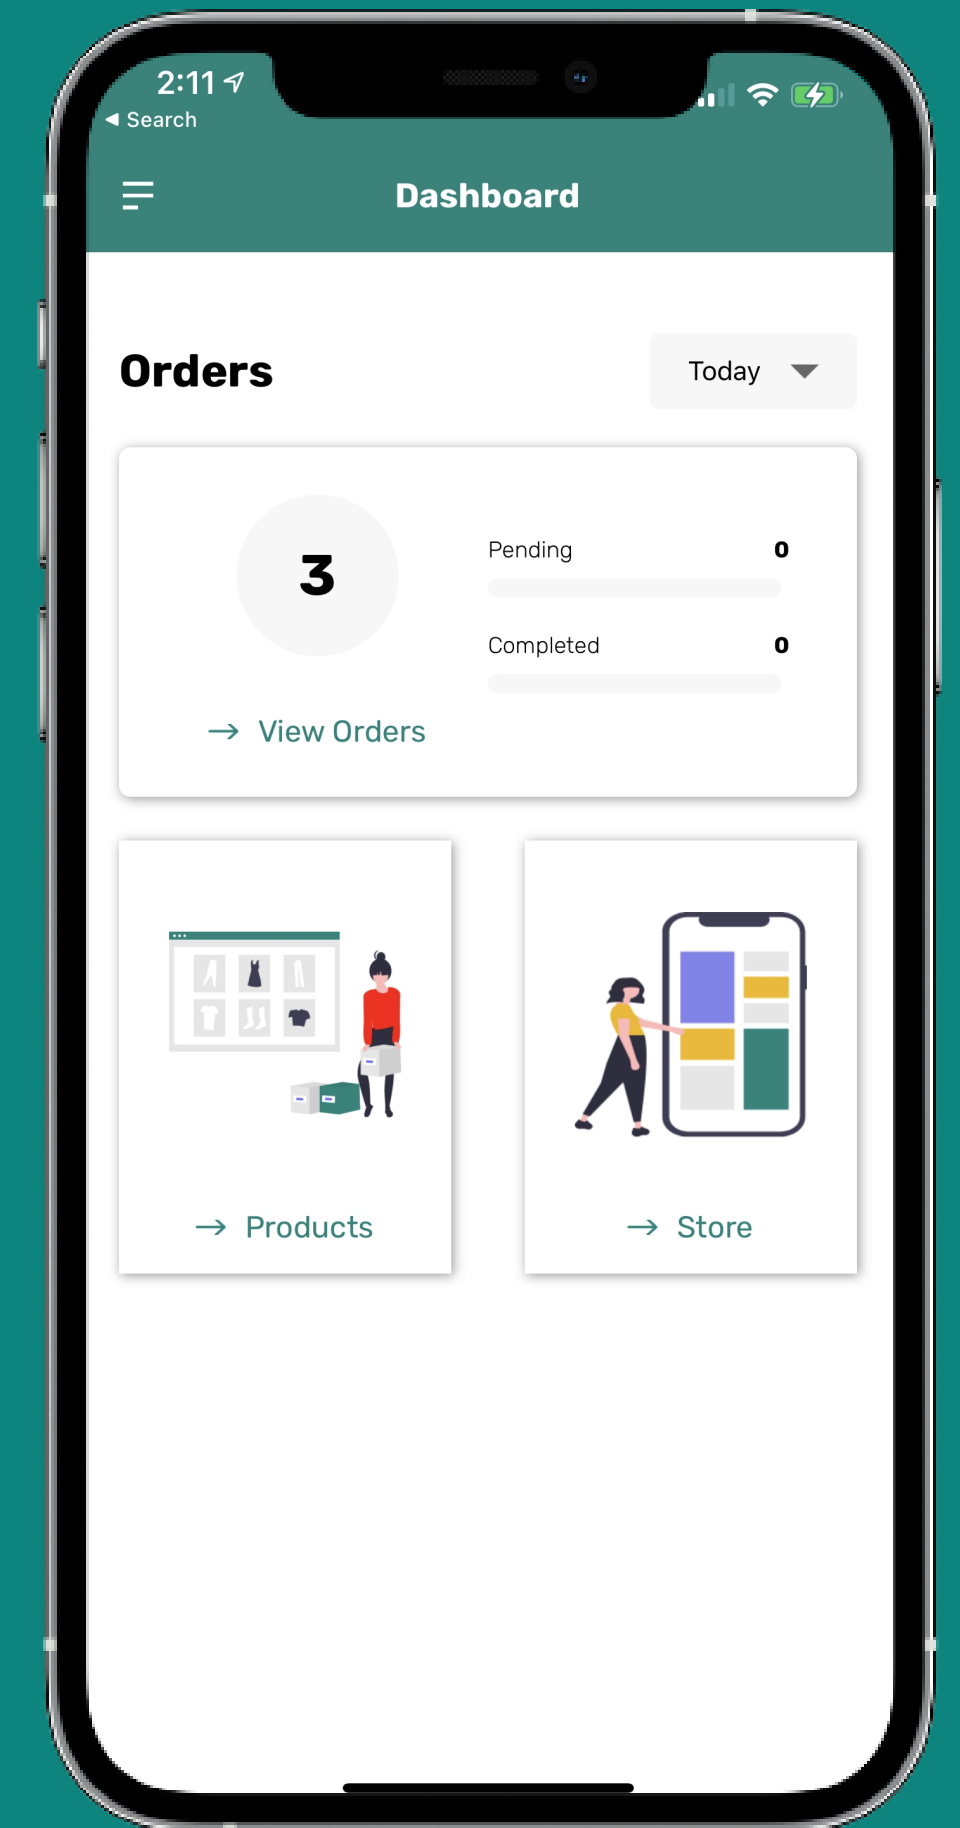 2:11
◀ Search
Dashboard
Orders
Today
3
Pending 0
Completed 0
→ View Orders
→ Products
→ Store